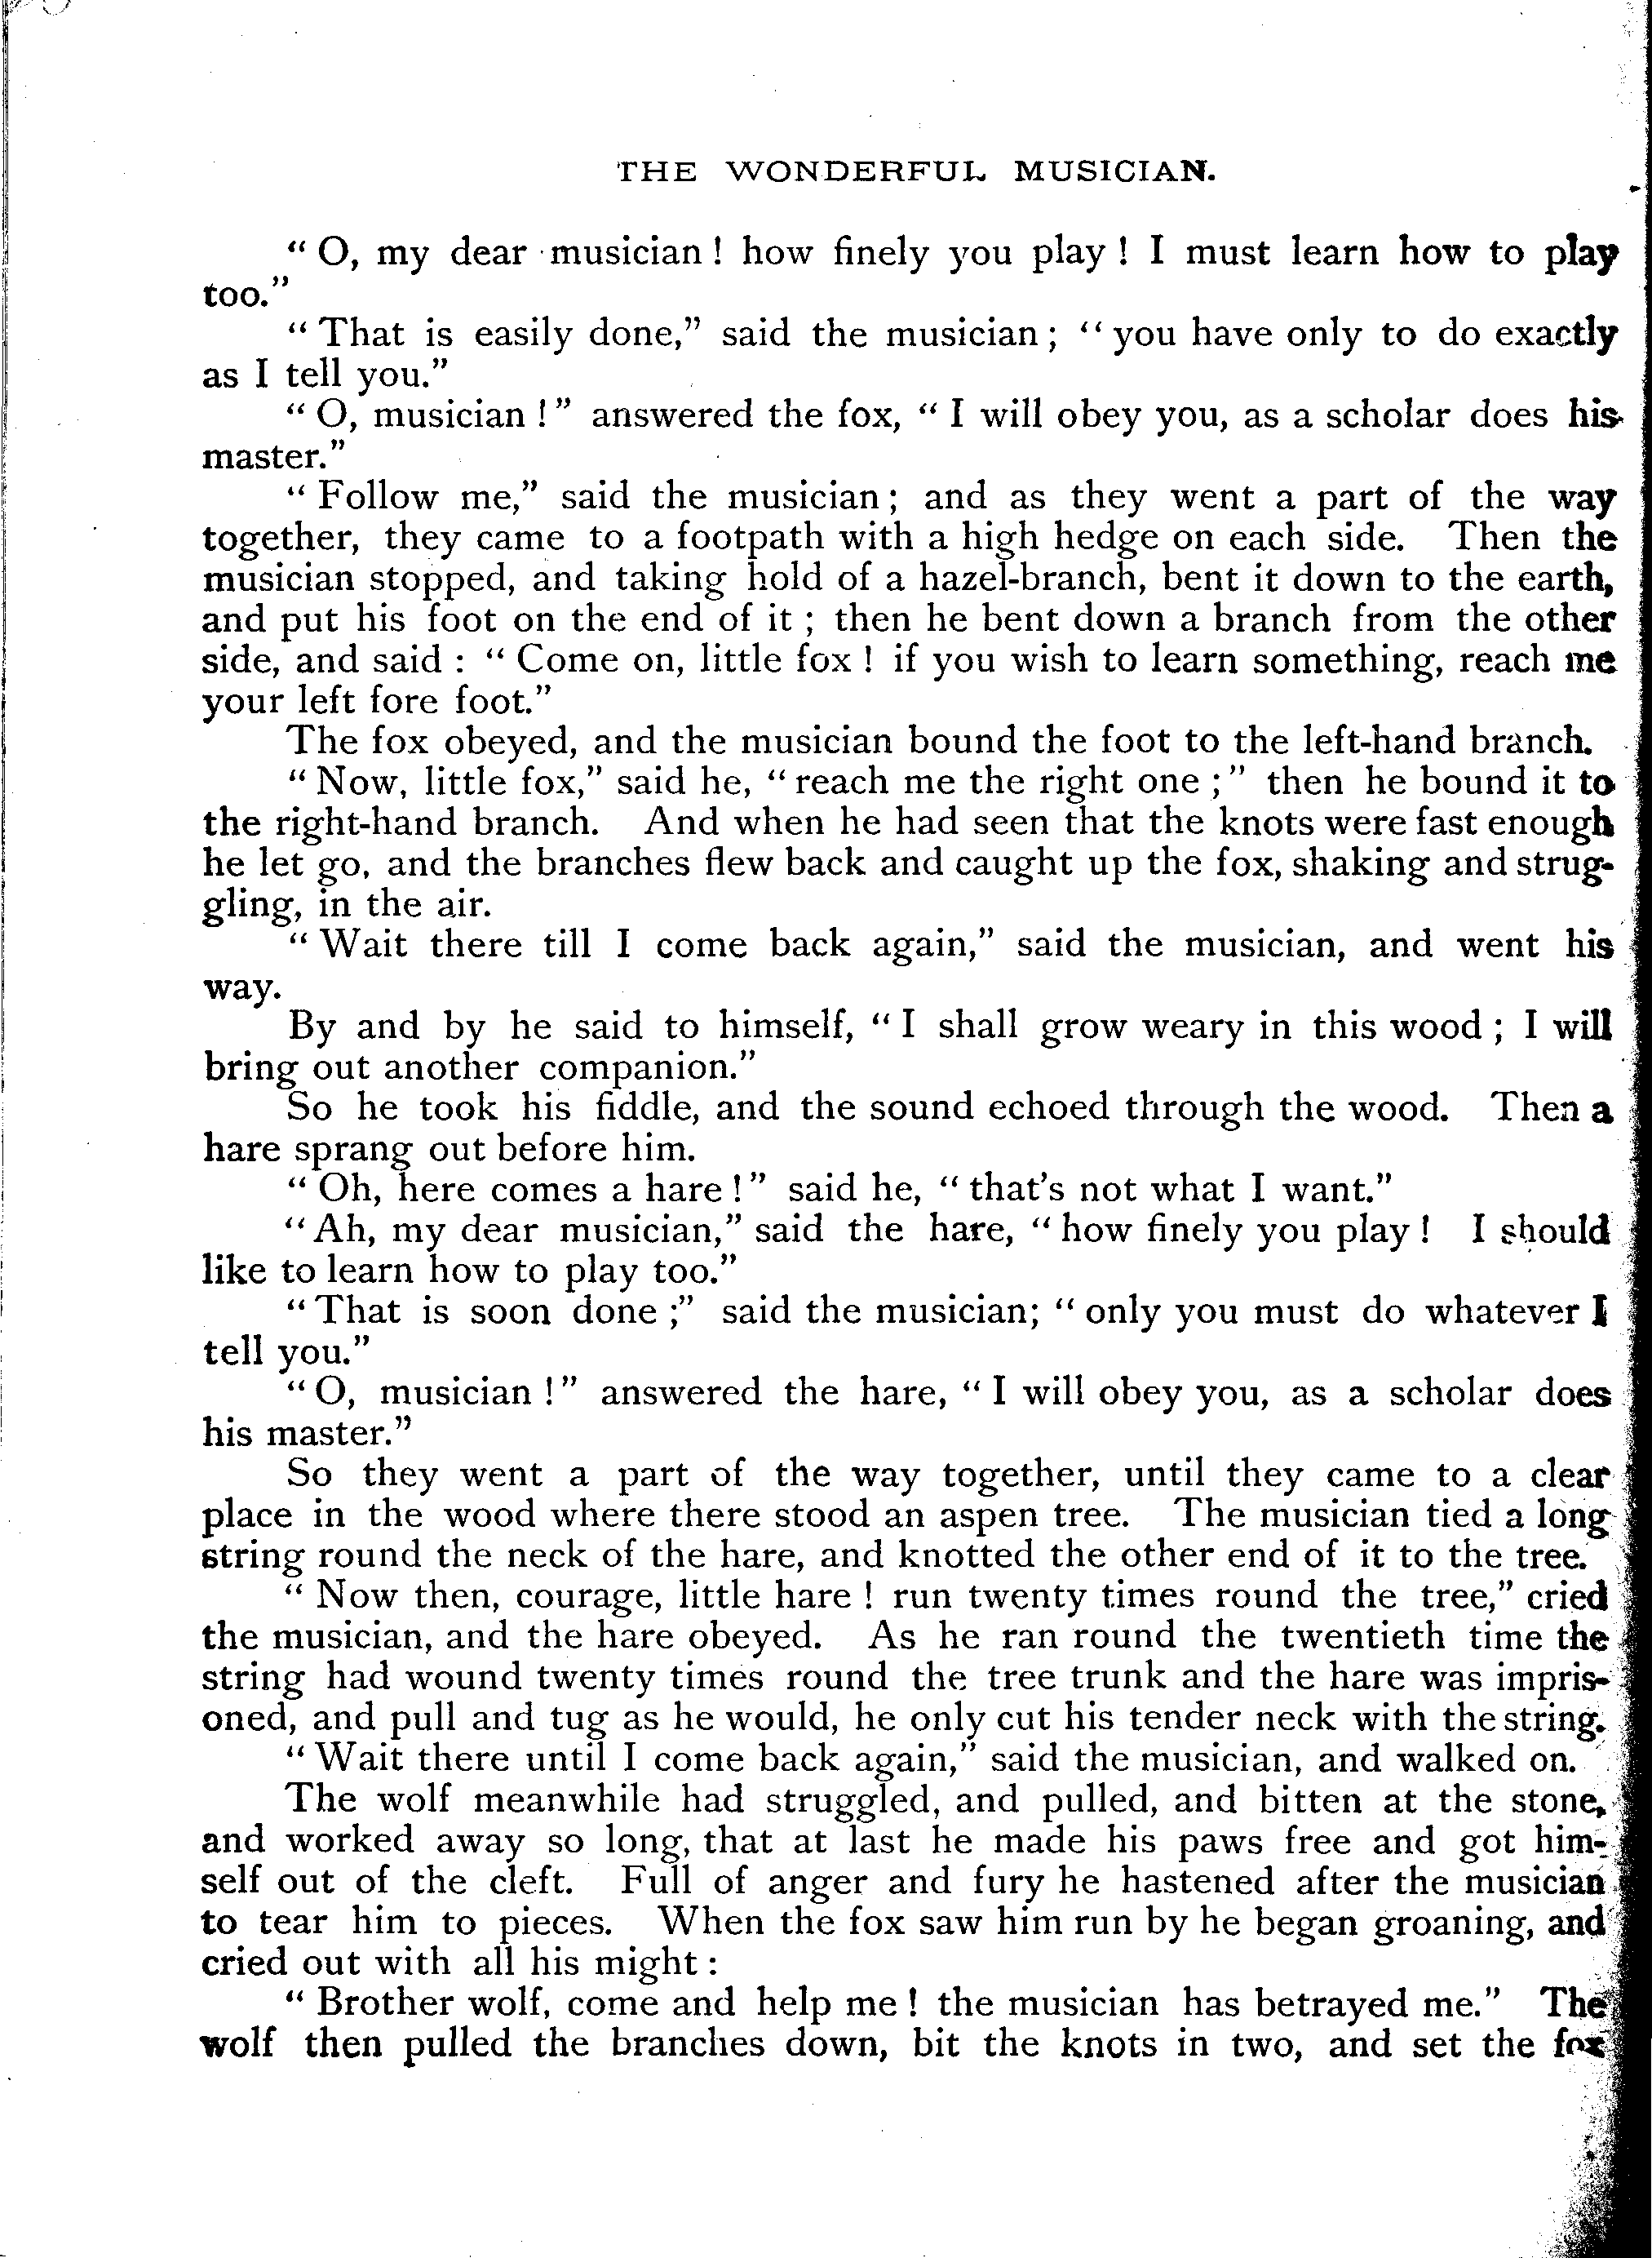 THE WONDERFUL MUSICIAN.
“ O, my dear musician ! how finely you play ! I must learn how to play
too.”
“ That is easily done,” said the musician ; “ you have only to do exactly
as I tell you.”
“ O, musician ! ” answered the fox, “ I will obey you, as a scholar does his
master.”
“ Follow me,” said the musician ; and as they went a part of the way
together, they came to a footpath with a high hedge on each side. Then the
musician stopped, and taking hold of a hazel-branch, bent it down to the earth,
and put his foot on the end of it ; then he bent down a branch from the other
side, and said : “ Come on, little fox ! if you wish to learn something, reach me
your left fore foot.”
The fox obeyed, and the musician bound the foot to the left-hand branch.
“ Now, little fox,” said he, “ reach me the right one ; ” then he bound it to
the right-hand branch. And when he had seen that the knots were fast enough
he let go, and the branches flew back and caught up the fox, shaking and strug-
gling, in the air.
“ Wait there till I come back again,” said the musician, and went his
way.
By and by he said to himself, “ I shall grow weary in this wood ; I will
bring out another companion.”
So he took his fiddle, and the sound echoed through the wood. Then a
hare sprang out before him.
“ Oh, here comes a hare ! ” said he, “ that's not what I want.”
“ Ah, my dear musician,” said the hare, “ how finely you play ! I should
like to learn how to play too.”
“ That is soon done ;” said the musician; “ only you must do whatever I
tell you.”
“ O, musician ! ” answered the hare, “ I will obey you, as a scholar does
his master.”
So they went a part of the way together, until they came to a clear
place in the wood where there stood an aspen tree. The musician tied a long
string round the neck of the hare, and knotted the other end of it to the tree.
“ Now then, courage, little hare ! run twenty times round the tree,” cried
the musician, and the hare obeyed. As he ran round the twentieth time the
string had wound twenty times round the tree trunk and the hare was impris-
oned, and pull and tug as he would, he only cut his tender neck with the string.
“ Wait there until I come back again,” said the musician, and walked on.
The wolf meanwhile had struggled, and pulled, and bitten at the stone,
and worked away so long, that at last he made his paws free and got him-
self out of the cleft. Full of anger and fury he hastened after the musician
to tear him to pieces. When the fox saw him run by he began groaning, and
cried out with all his might :
“ Brother wolf, come and help me ! the musician has betrayed me.” The
wolf then pulled the branches down, bit the knots in two, and set the fox